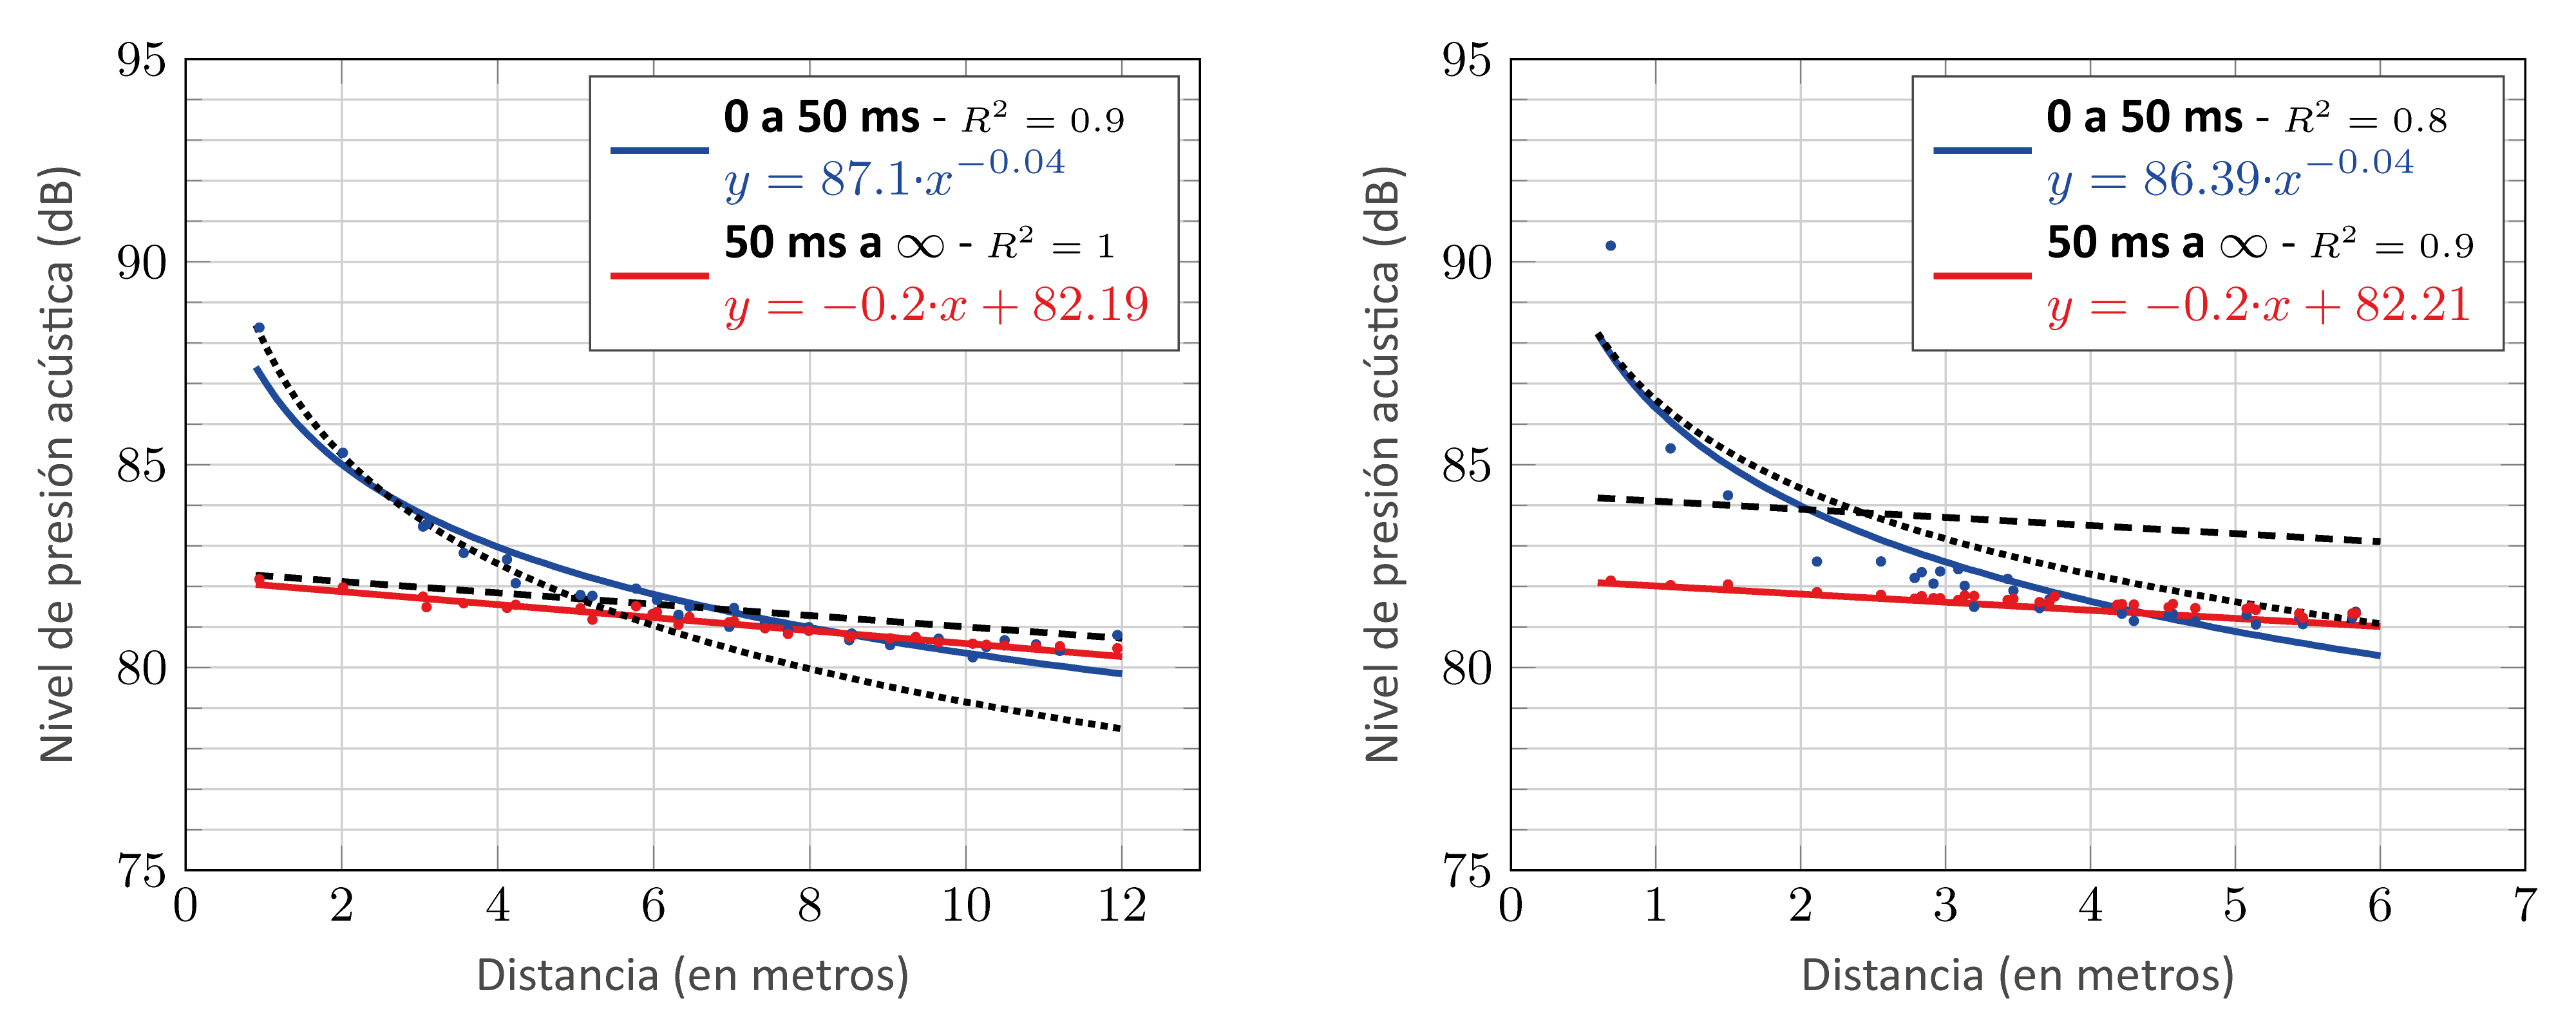 Nivel de presión acústica (dB)
95
90
85
80
75
0 2 4 6 8 10 12
Distancia (en metros)
0 a 50 ms - R² = 0.9
y = 87.1·x^−0.04
50 ms a ∞ - R² = 1
y = −0.2·x + 82.19
Nivel de presión acústica (dB)
95
90
85
80
75
0 1 2 3 4 5 6 7
Distancia (en metros)
0 a 50 ms - R² = 0.8
y = 86.39·x^−0.04
50 ms a ∞ - R² = 0.9
y = −0.2·x + 82.21